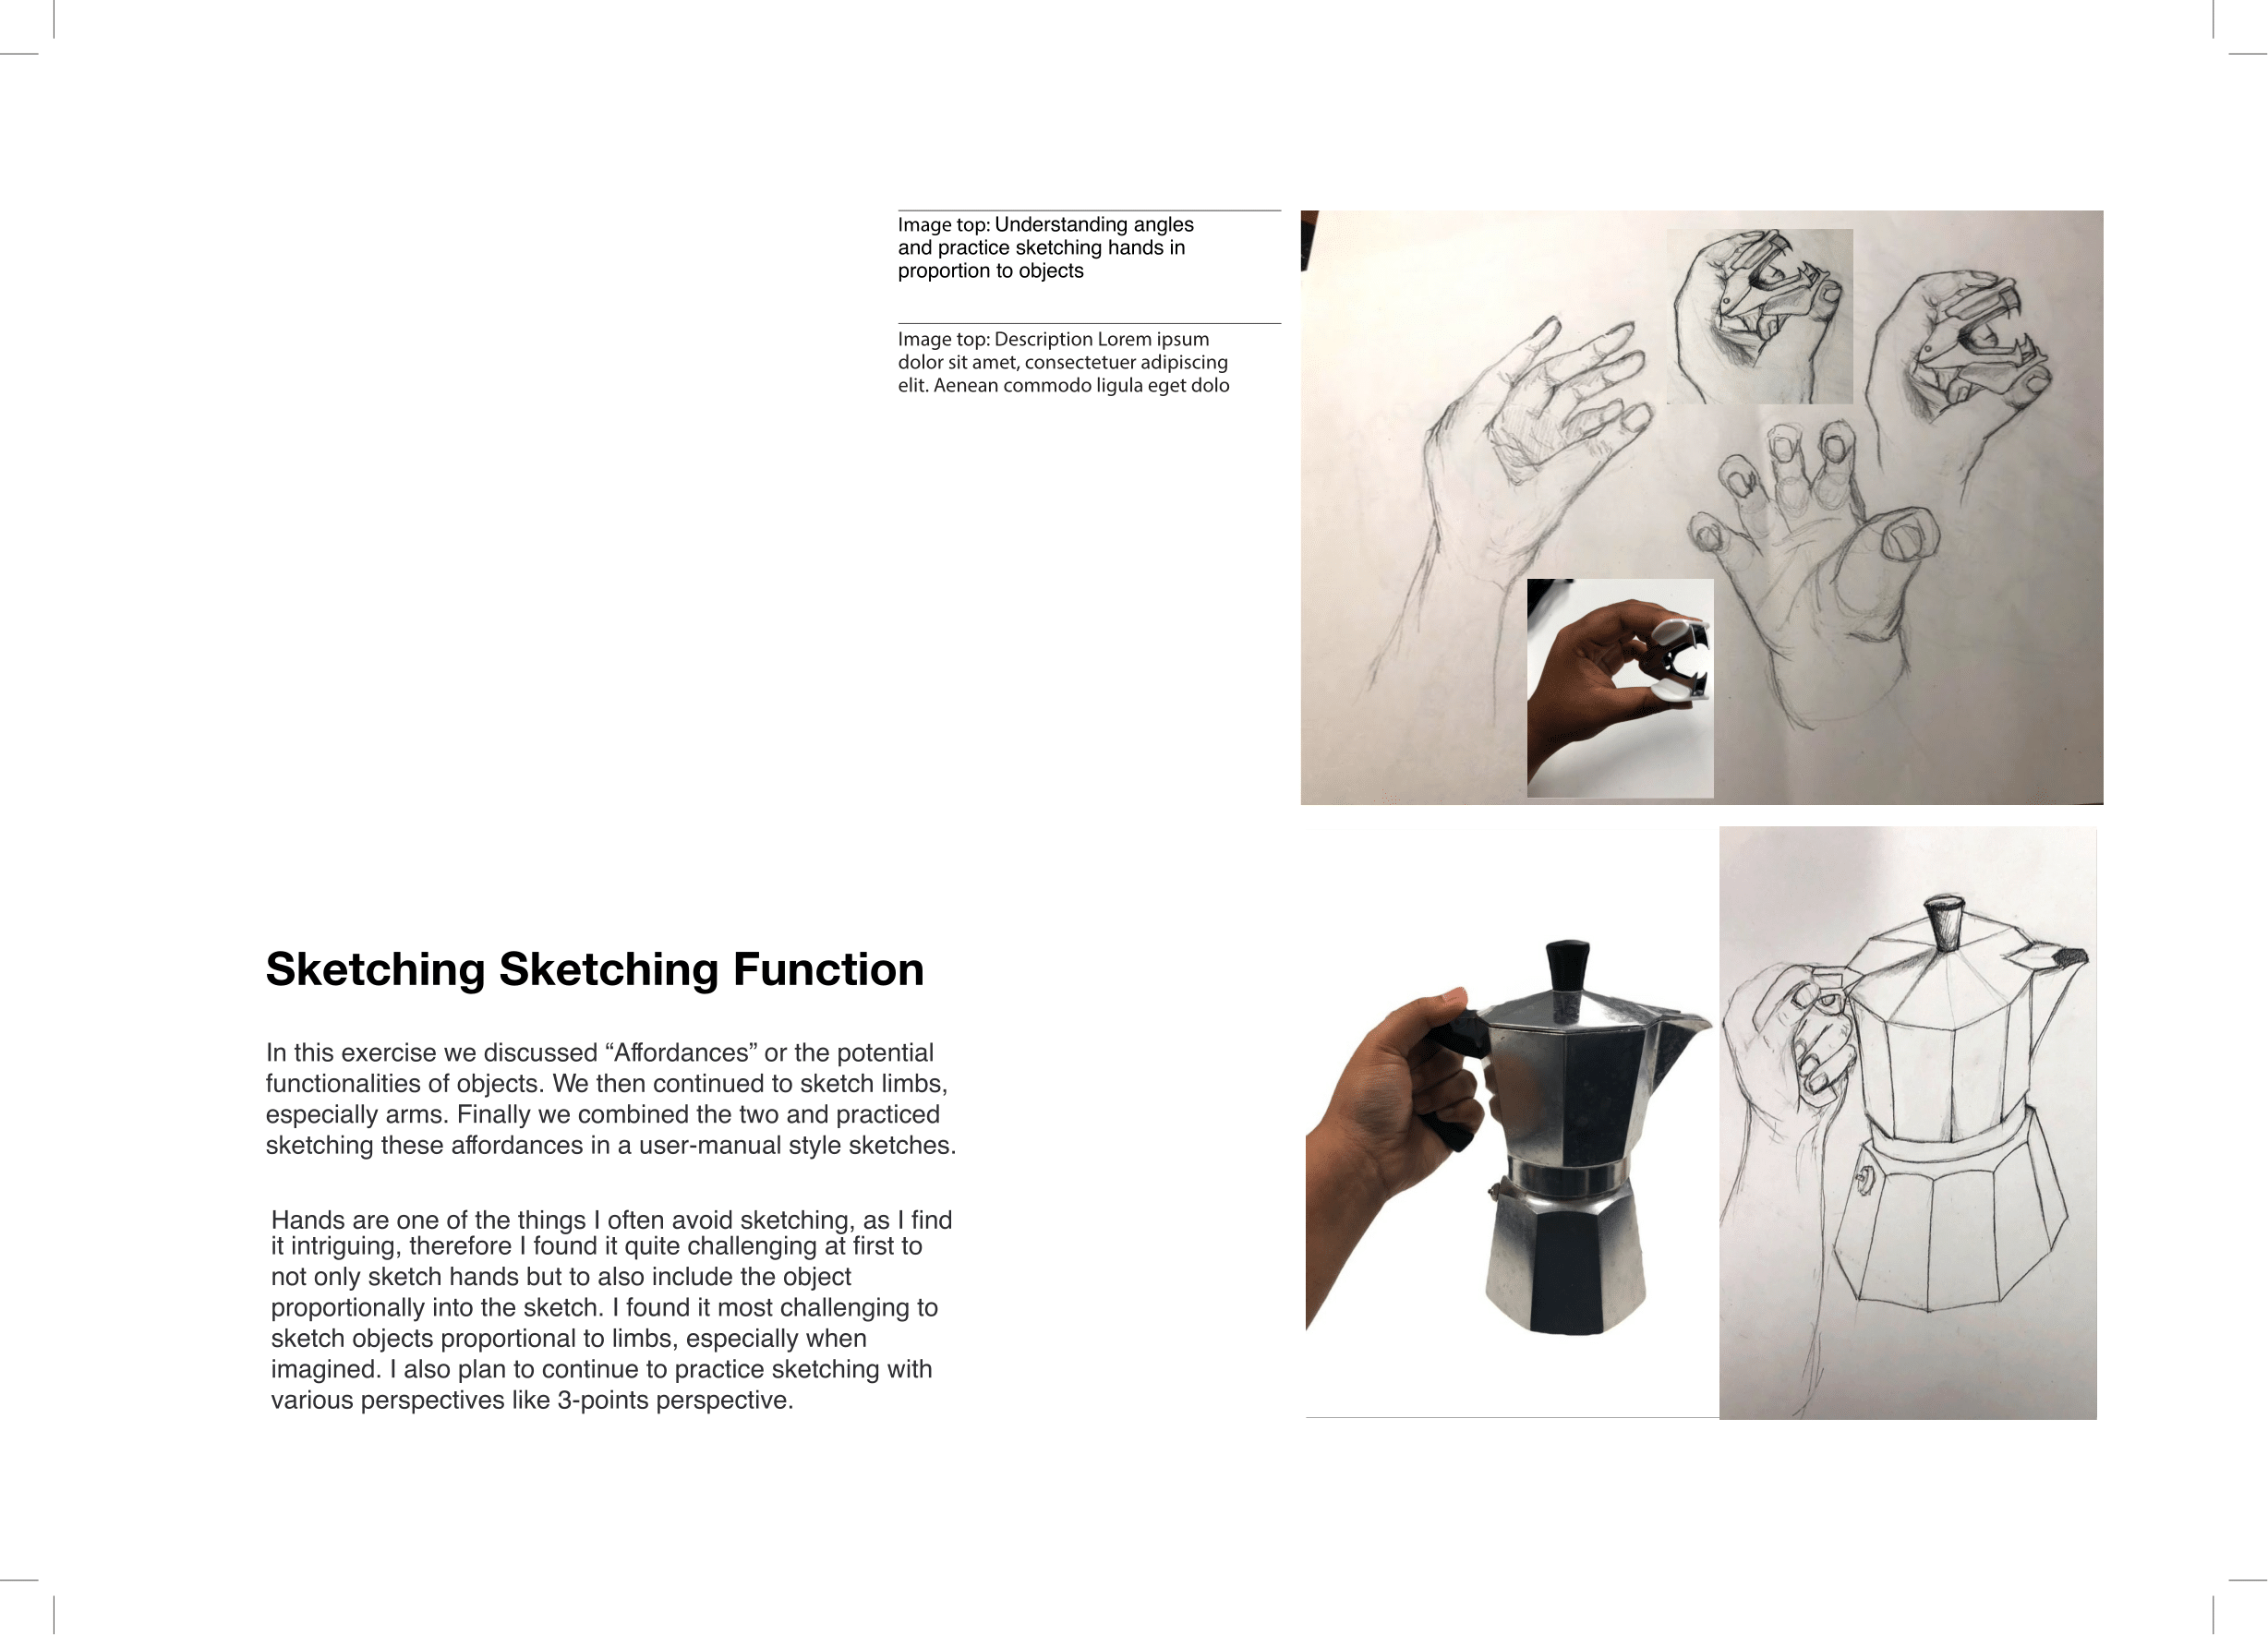 Image top: Understanding angles
and practice sketching hands in
proportion to objects
Image top: Description Lorem ipsum
dolor sit amet, consectetuer adipiscing
elit. Aenean commodo ligula eget dolo
Sketching Sketching Function
In this exercise we discussed “Affordances” or the potential
functionalities of objects. We then continued to sketch limbs,
especially arms. Finally we combined the two and practiced
sketching these affordances in a user-manual style sketches.
Hands are one of the things I often avoid sketching, as I find
it intriguing, therefore I found it quite challenging at first to
not only sketch hands but to also include the object
proportionally into the sketch. I found it most challenging to
sketch objects proportional to limbs, especially when
imagined. I also plan to continue to practice sketching with
various perspectives like 3-points perspective.